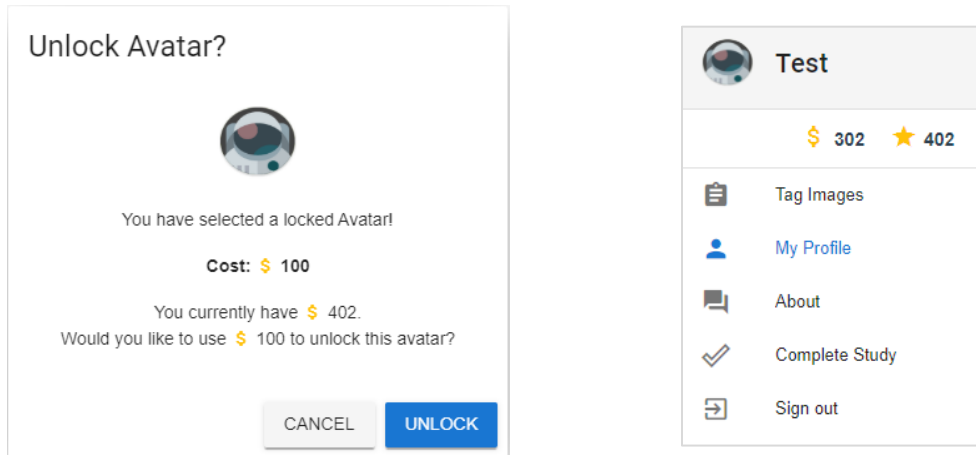 Unlock Avatar?
You have selected a locked Avatar!
Cost: $ 100
You currently have $ 402.
Would you like to use $ 100 to unlock this avatar?
CANCEL UNLOCK
Test
$ 302 ★ 402
Tag Images
My Profile
About
Complete Study
Sign out